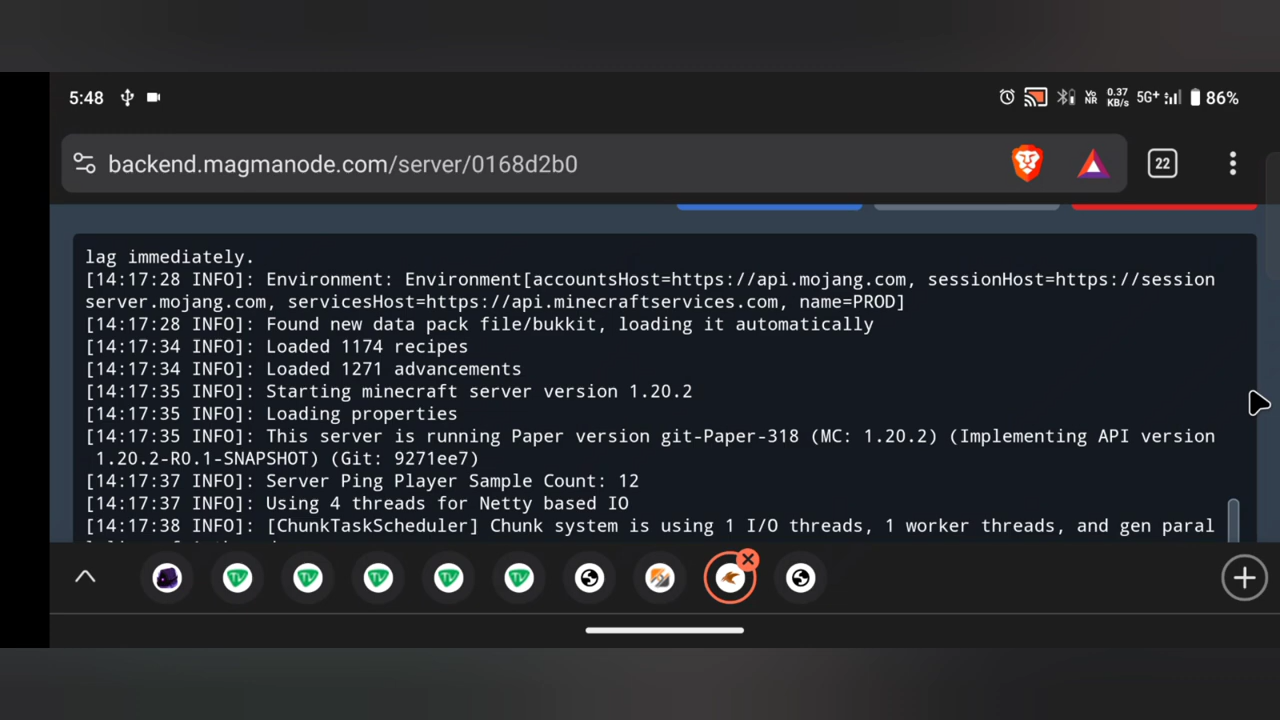 5:48
0.37
VO
NR
KB/s
5G+
86%
backend.magmanode.com/server/0168d2b0
22
lag immediately.
[14:17:28 INFO]: Environment: Environment[accountsHost=https://api.mojang.com, sessionHost=https://session
server.mojang.com, servicesHost=https://api.minecraftservices.com, name=PROD]
[14:17:28 INFO]: Found new data pack file/bukkit, loading it automatically
[14:17:34 INFO]: Loaded 1174 recipes
[14:17:34 INFO]: Loaded 1271 advancements
[14:17:35 INFO]: Starting minecraft server version 1.20.2
[14:17:35 INFO]: Loading properties
[14:17:35 INFO]: This server is running Paper version git-Paper-318 (MC: 1.20.2) (Implementing API version
1.20.2-R0.1-SNAPSHOT) (Git: 9271ee7)
[14:17:37 INFO]: Server Ping Player Sample Count: 12
[14:17:37 INFO]: Using 4 threads for Netty based IO
[14:17:38 INFO]: [ChunkTaskScheduler] Chunk system is using 1 I/O threads, 1 worker threads, and gen paral
TV
TV
TV
TV
TV